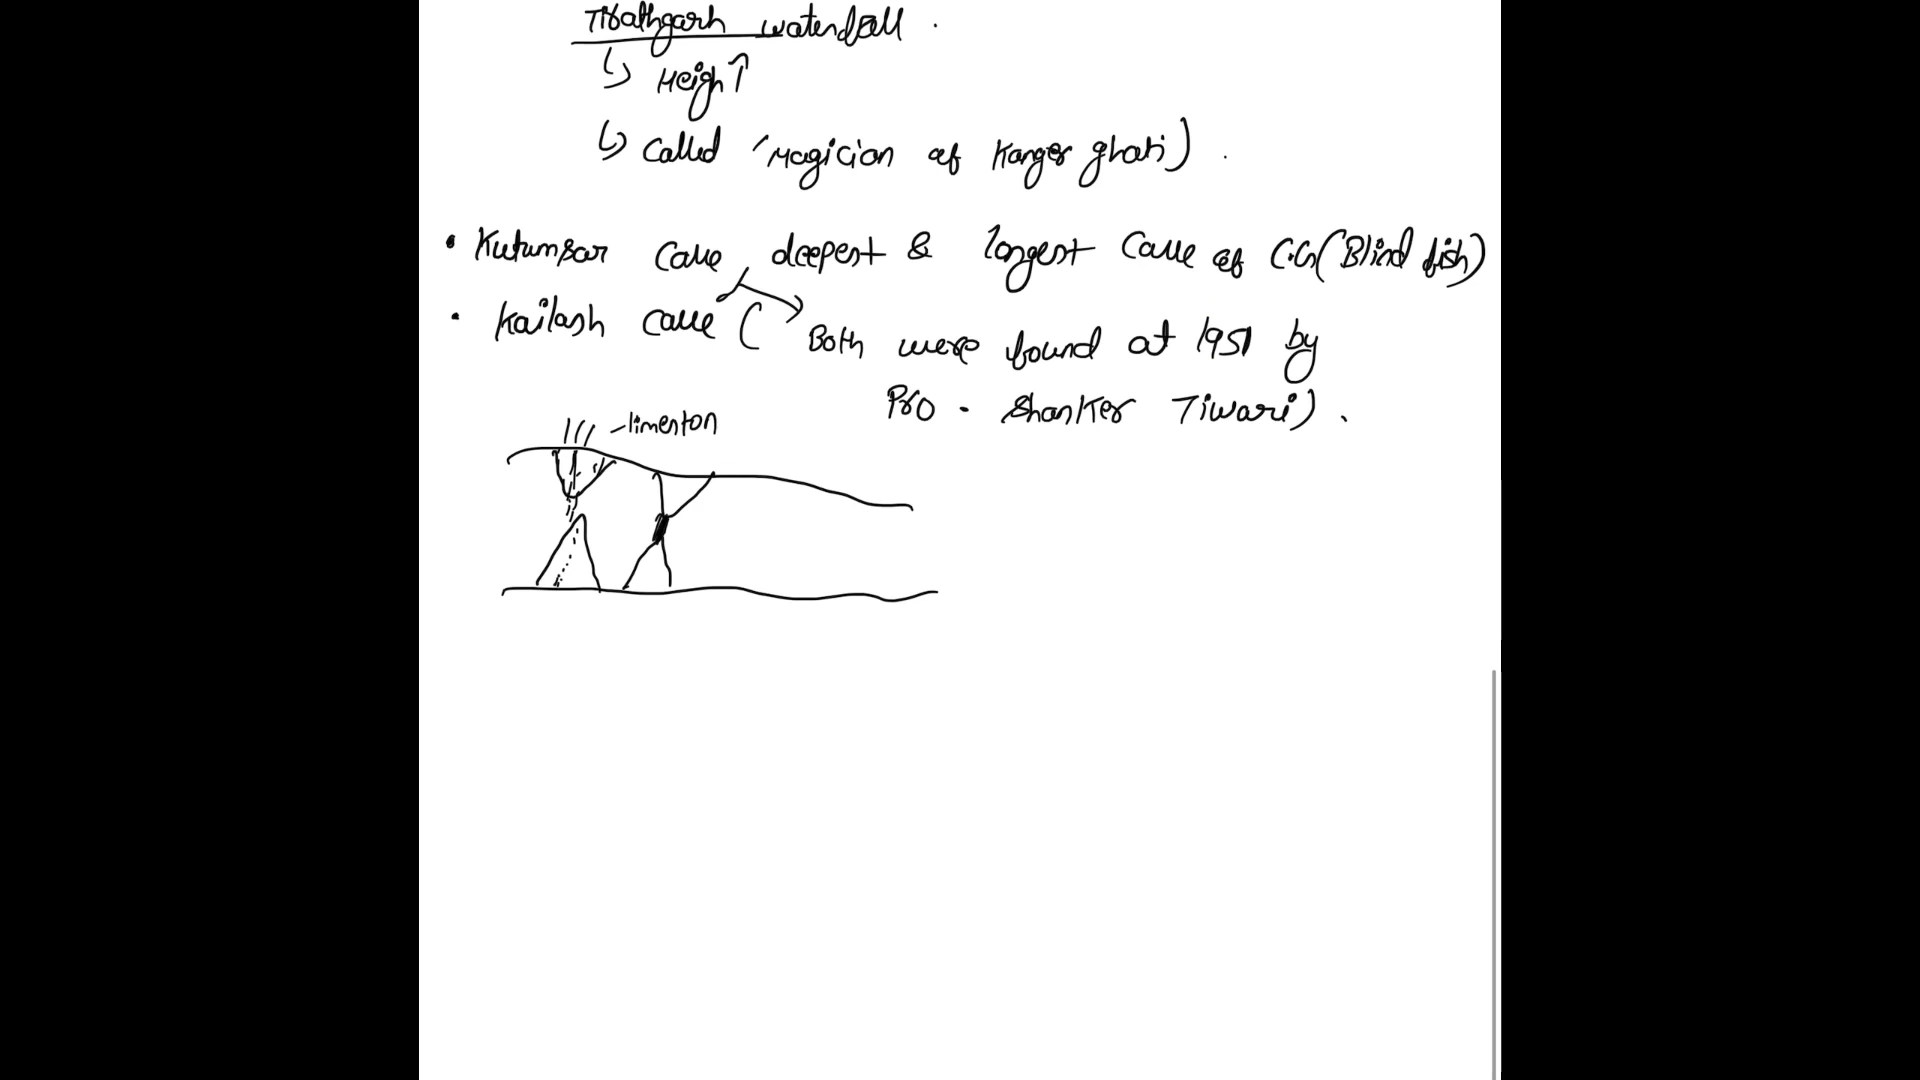 Tirathgarh waterfall .
↳ Heigh↑
↳ Called 'Magician of Kanger ghati) .
• Kutumsar Cave deepest & longest Cave of C.G (Blind fish)
• Kailash Cave ( Both were found at 1951 by
Pro. Shanker Tiwari) .
limeston